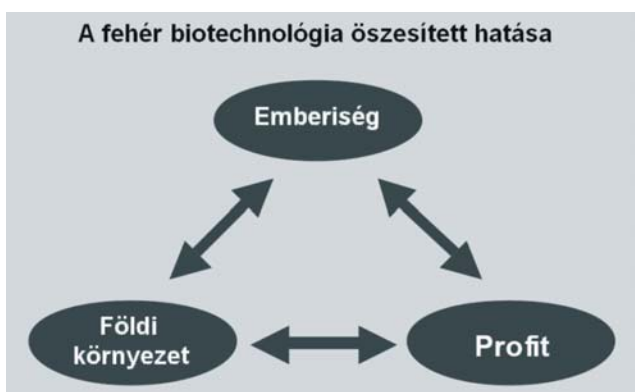 A fehér biotechnológia öszesített hatása
Emberiség
Földi
környezet
Profit